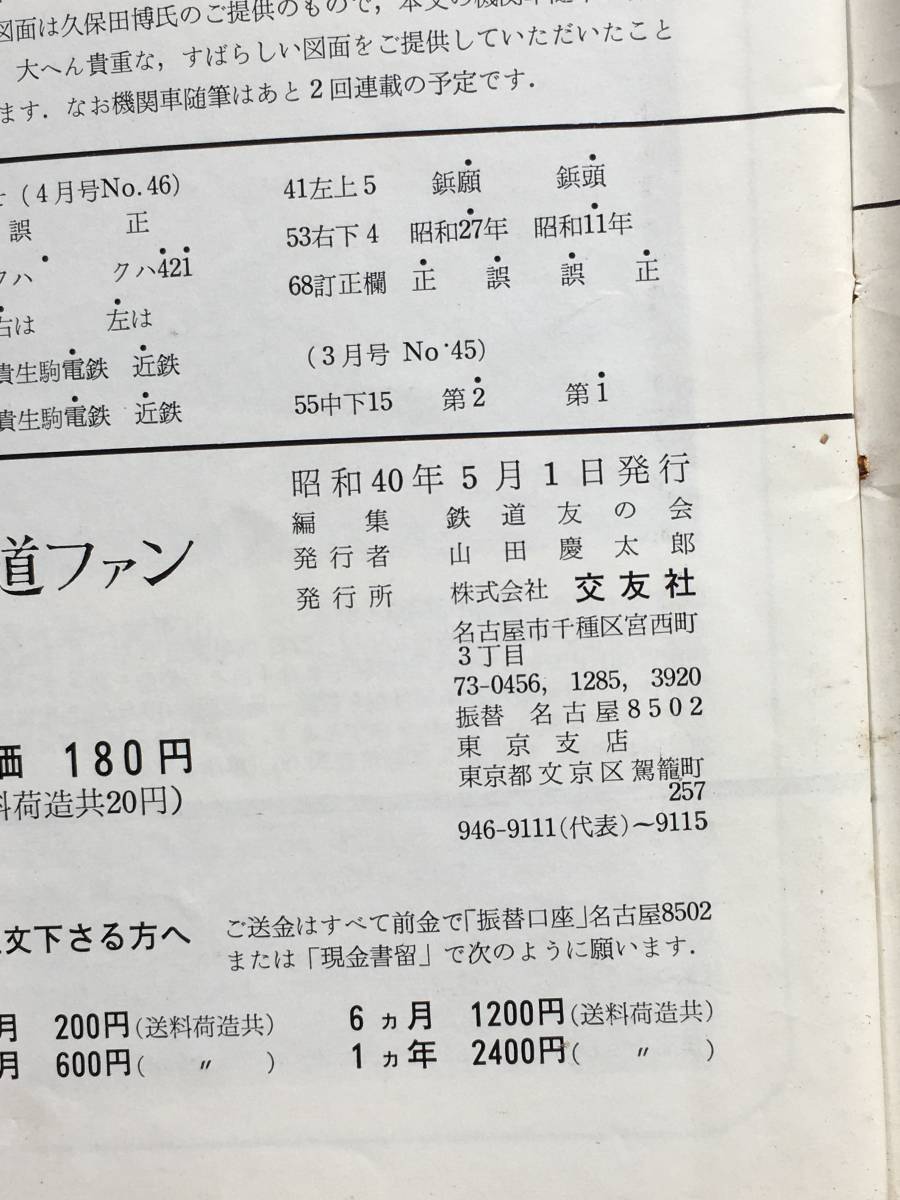 図面は久保田博氏のご提供のもので，本文の機関車随筆
大へん貴重な，すばらしい図面をご提供していただいたこと
ます．なお機関車随筆はあと2回連載の予定です．
(4月号No.46)
誤 正
クハ クハ421
右は 左は
貴生駒電鉄 近鉄
貴生駒電鉄 近鉄
41左上5 鋲願 鋲頭
53右下4 昭和27年 昭和11年
68訂正欄 正 誤 誤 正
(3月号 No·45)
55中下15 第2 第1
道ファン
価 180円
料荷造共20円)
昭和40年5月1日発行
編集 鉄道友の会
発行者 山田慶太郎
発行所 株式会社 交友社
名古屋市千種区宮西町
3丁目
73-0456, 1285, 3920
振替 名古屋8502
東京支店
東京都文京区駕籠町
257
946-9111(代表)~9115
文下さる方へ
ご送金はすべて前金で「振替口座」名古屋8502
または「現金書留」で次のように願います．
月 200円(送料荷造共) 6ヵ月 1200円(送料荷造共)
月 600円( 〃 ) 1ヵ年 2400円( 〃 )